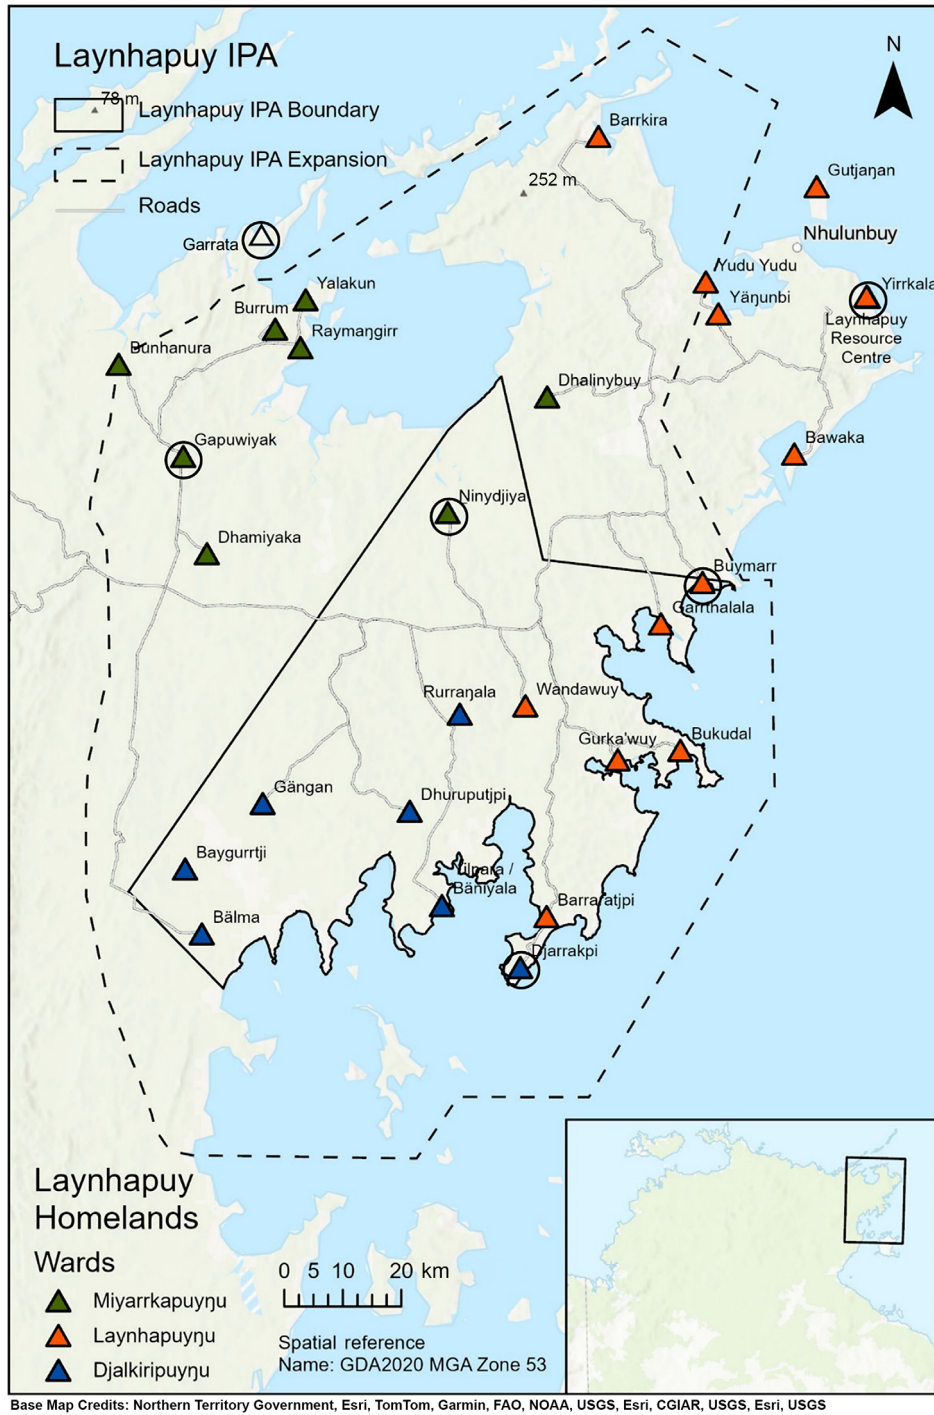 Laynhapuy IPA
78 m
Laynhapuy IPA Boundary
Laynhapuy IPA Expansion
Roads
N
Barrkira
252 m
Gutjaŋan
Nhulunbuy
Garrata
Yudu Yudu
Yäŋunbi
Yirrkala
Laynhapuy
Resource
Centre
Yalakun
Burrum
Raymaŋgirr
Bunhanura
Dhalinybuy
Gapuwiyak
Bawaka
Ninydjiya
Dhamiyaka
Buymarr
Garrthalala
Rurraŋala
Wandawuy
Gurka'wuy
Bukudal
Gängan
Dhuruputjpi
Baygurrtji
Yilpara /
Bäniyala
Bälma
Barraratjpi
Djarrakpi
Laynhapuy
Homelands
Wards
Miyarrkapuyŋu
Laynhapuyŋu
Djalkiripuyŋu
0 5 10 20 km
Spatial reference
Name: GDA2020 MGA Zone 53
Base Map Credits: Northern Territory Government, Esri, TomTom, Garmin, FAO, NOAA, USGS, Esri, CGIAR, USGS, Esri, USGS